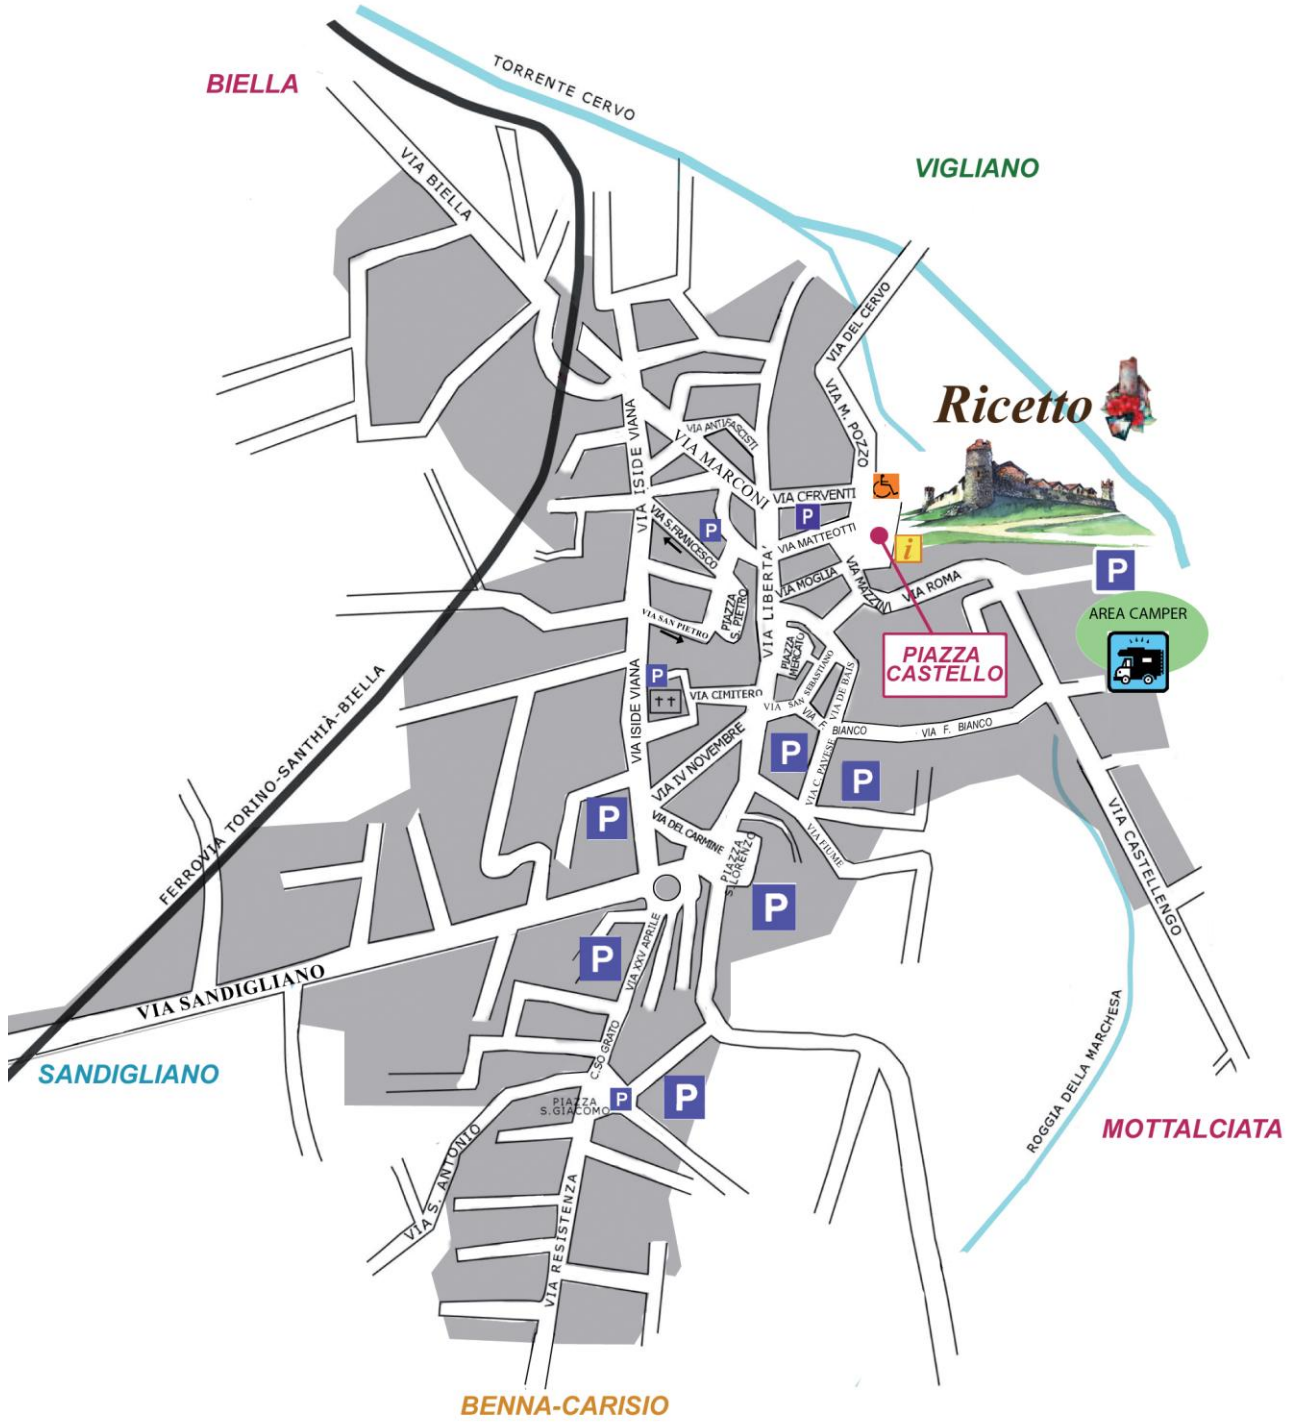 TORRENTE CERVO
BIELLA
VIGLIANO
VIA BIELLA
VIA DEL CERVO
Ricetto
VIA M. POZZO
VIA ISIDE VIANA
VIA ANTIFASCISTI
VIA MARCONI
VIA CERVENTI
P
P
VIA S.FRANCESCO
VIA MATTEOTTI
i
VIA LIBERTA'
VIA MOGLIA
VIA MAZZINI
VIA ROMA
P
AREA CAMPER
PIAZZA
S. PIETRO
VIA SAN PIETRO
PIAZZA
MERCATO
PIAZZA
CASTELLO
P
VIA ISIDE VIANA
VIA CIMITERO
VIA SAN SEBASTIANO
VIA DE BAIS
VIA F. BIANCO
VIA F. BIANCO
FERROVIA TORINO-SANTHIÀ-BIELLA
VIA IV NOVEMBRE
P
P
VIA C. PAVESE
P
VIA DEL CARMINE
VIA FIUME
VIA CASTELLENGO
PIAZZA
S.LORENZO
P
P
VIA XXV APRILE
VIA SANDIGLIANO
SANDIGLIANO
C.SO GRATO
ROGGIA DELLA MARCHESA
PIAZZA
S.GIACOMO
P
P
MOTTALCIATA
VIA S. ANTONIO
VIA RESISTENZA
BENNA-CARISIO